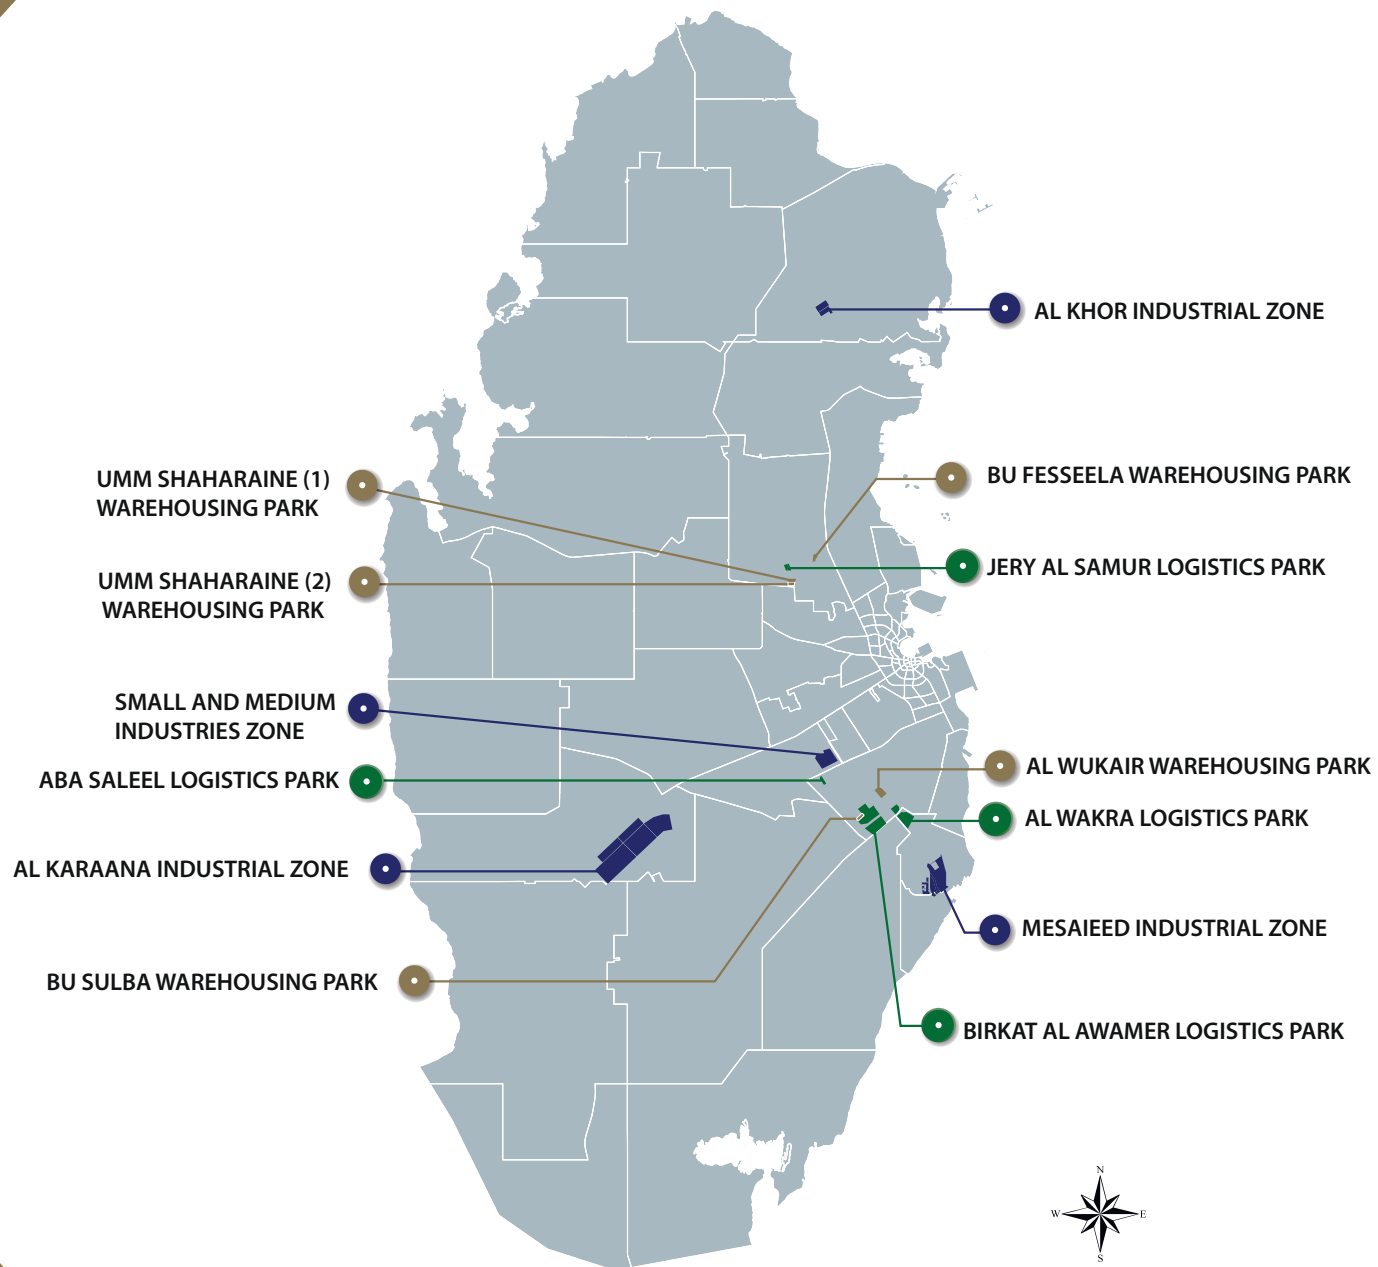 AL KHOR INDUSTRIAL ZONE
UMM SHAHARAINE (1)
WAREHOUSING PARK
BU FESSEELA WAREHOUSING PARK
JERY AL SAMUR LOGISTICS PARK
UMM SHAHARAINE (2)
WAREHOUSING PARK
SMALL AND MEDIUM
INDUSTRIES ZONE
ABA SALEEL LOGISTICS PARK
AL WUKAIR WAREHOUSING PARK
AL WAKRA LOGISTICS PARK
AL KARAANA INDUSTRIAL ZONE
MESAIEED INDUSTRIAL ZONE
BU SULBA WAREHOUSING PARK
BIRKAT AL AWAMER LOGISTICS PARK
N
W E
S